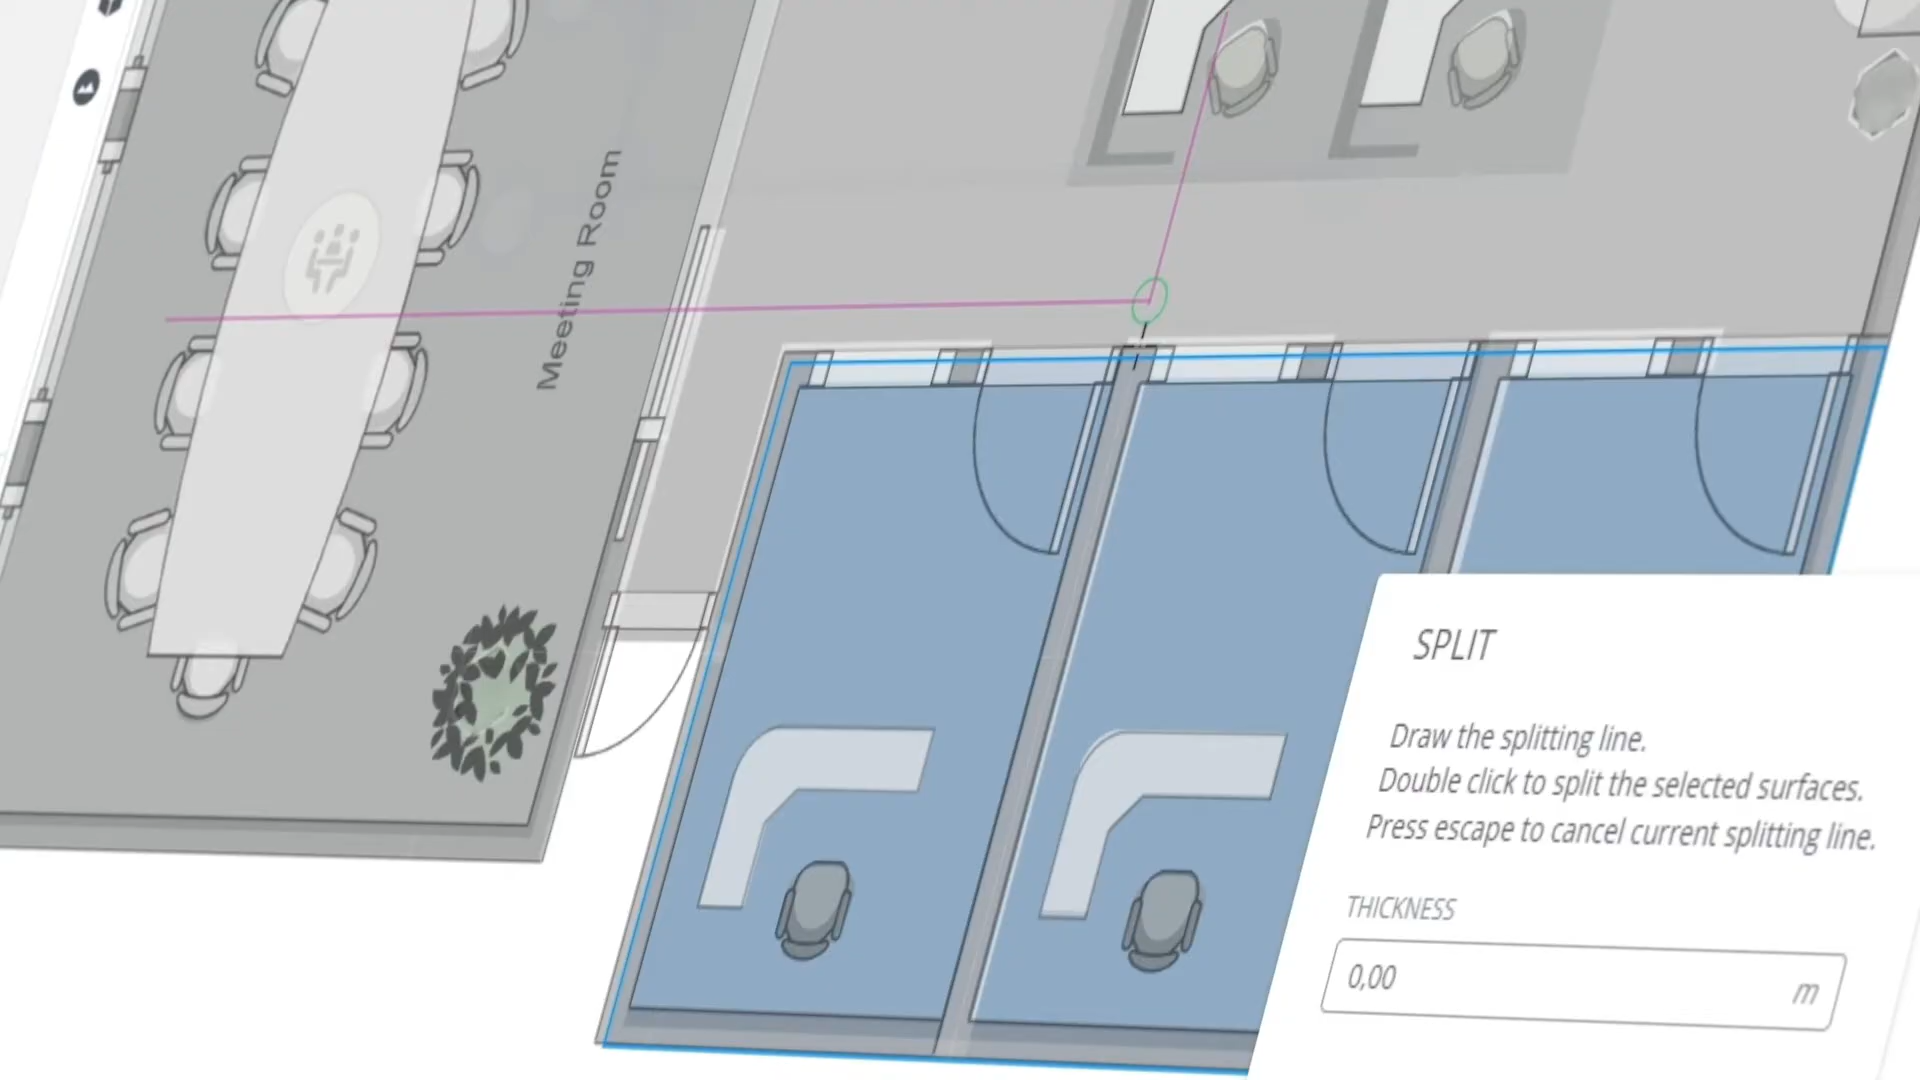 Meeting Room
SPLIT
Draw the splitting line.
Double click to split the selected surfaces.
Press escape to cancel current splitting line.
THICKNESS
0,00 m